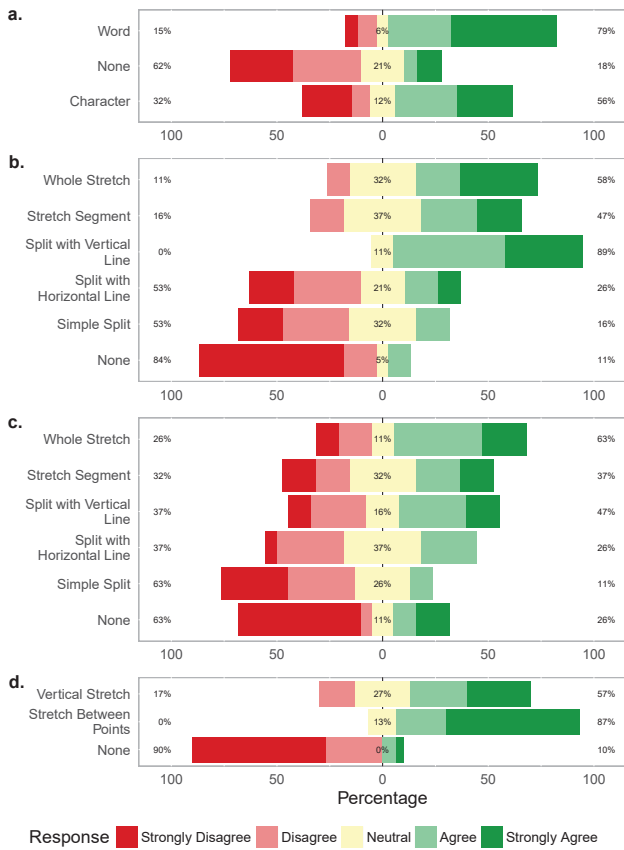 a.
Word 15% 6% 79%
None 62% 21% 18%
Character 32% 12% 56%
100 50 0 50 100
b.
Whole Stretch 11% 32% 58%
Stretch Segment 16% 37% 47%
Split with Vertical
Line 0% 11% 89%
Split with
Horizontal Line 53% 21% 26%
Simple Split 53% 32% 16%
None 84% 5% 11%
100 50 0 50 100
c.
Whole Stretch 26% 11% 63%
Stretch Segment 32% 32% 37%
Split with Vertical
Line 37% 16% 47%
Split with
Horizontal Line 37% 37% 26%
Simple Split 63% 26% 11%
None 63% 11% 26%
100 50 0 50 100
d.
Vertical Stretch 17% 27% 57%
Stretch Between
Points 0% 13% 87%
None 90% 0% 10%
100 50 0 50 100
Percentage
Response Strongly Disagree Disagree Neutral Agree Strongly Agree